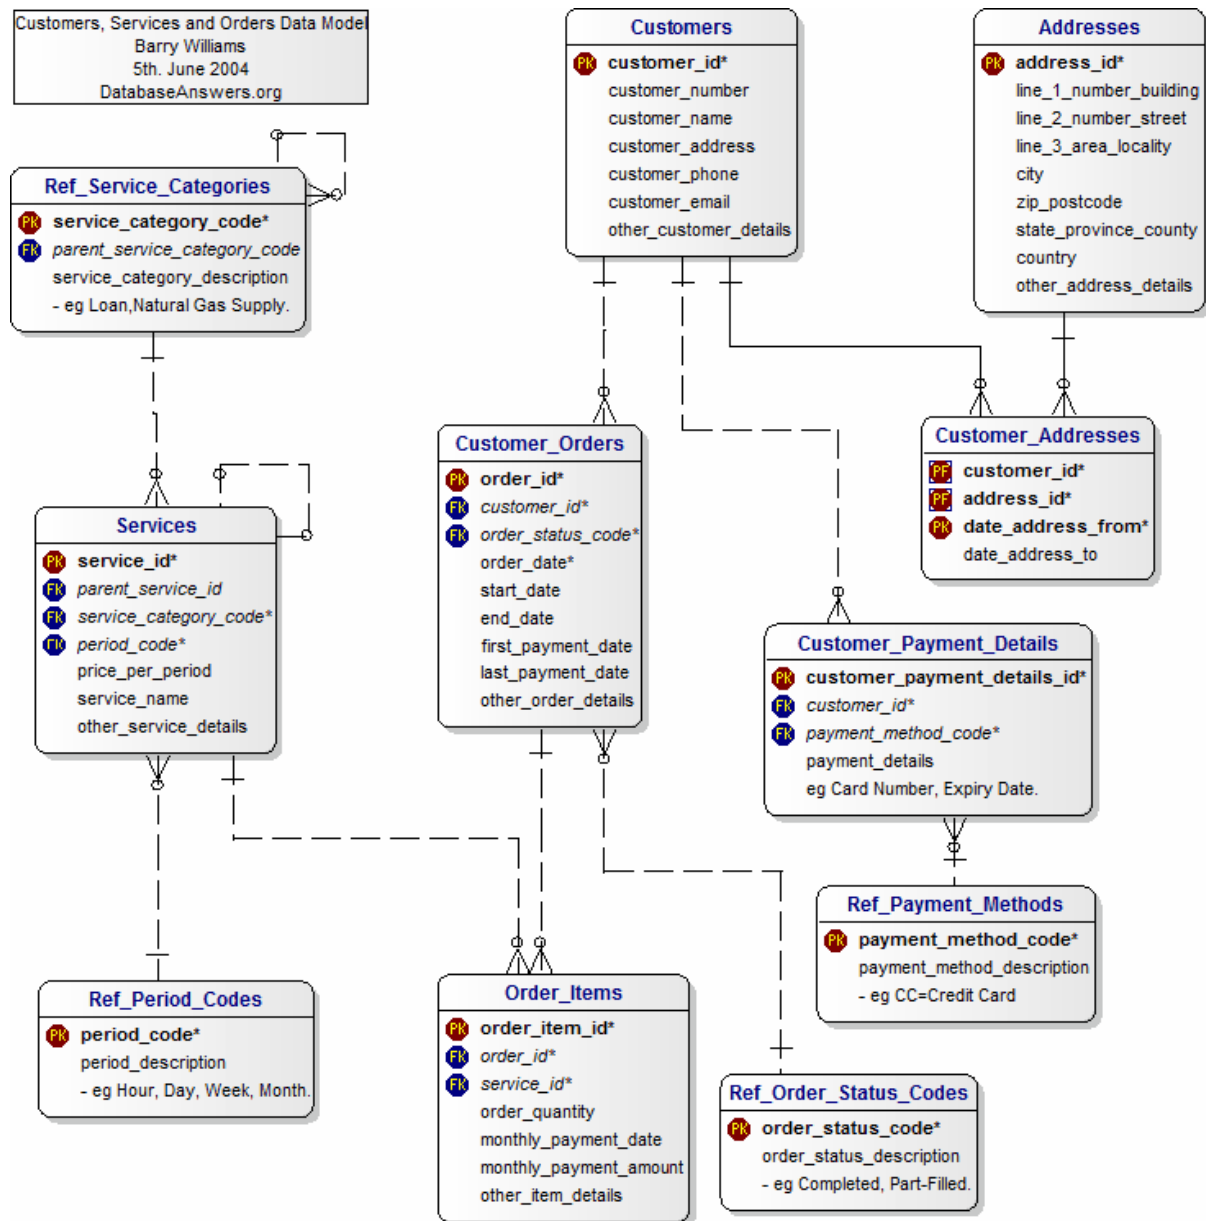 Customers, Services and Orders Data Model
Barry Williams
5th. June 2004
DatabaseAnswers.org
Customers
PK customer_id*
customer_number
customer_name
customer_address
customer_phone
customer_email
other_customer_details
Addresses
PK address_id*
line_1_number_building
line_2_number_street
line_3_area_locality
city
zip_postcode
state_province_county
country
other_address_details
Ref_Service_Categories
PK service_category_code*
FK parent_service_category_code
service_category_description
- eg Loan,Natural Gas Supply.
Customer_Orders
PK order_id*
FK customer_id*
FK order_status_code*
order_date*
start_date
end_date
first_payment_date
last_payment_date
other_order_details
Customer_Addresses
PF customer_id*
PF address_id*
PK date_address_from*
date_address_to
Services
PK service_id*
FK parent_service_id
FK service_category_code*
FK period_code*
price_per_period
service_name
other_service_details
Customer_Payment_Details
PK customer_payment_details_id*
FK customer_id*
FK payment_method_code*
payment_details
eg Card Number, Expiry Date.
Ref_Payment_Methods
PK payment_method_code*
payment_method_description
- eg CC=Credit Card
Ref_Period_Codes
PK period_code*
period_description
- eg Hour, Day, Week, Month.
Order_Items
PK order_item_id*
FK order_id*
FK service_id*
order_quantity
monthly_payment_date
monthly_payment_amount
other_item_details
Ref_Order_Status_Codes
PK order_status_code*
order_status_description
- eg Completed, Part-Filled.